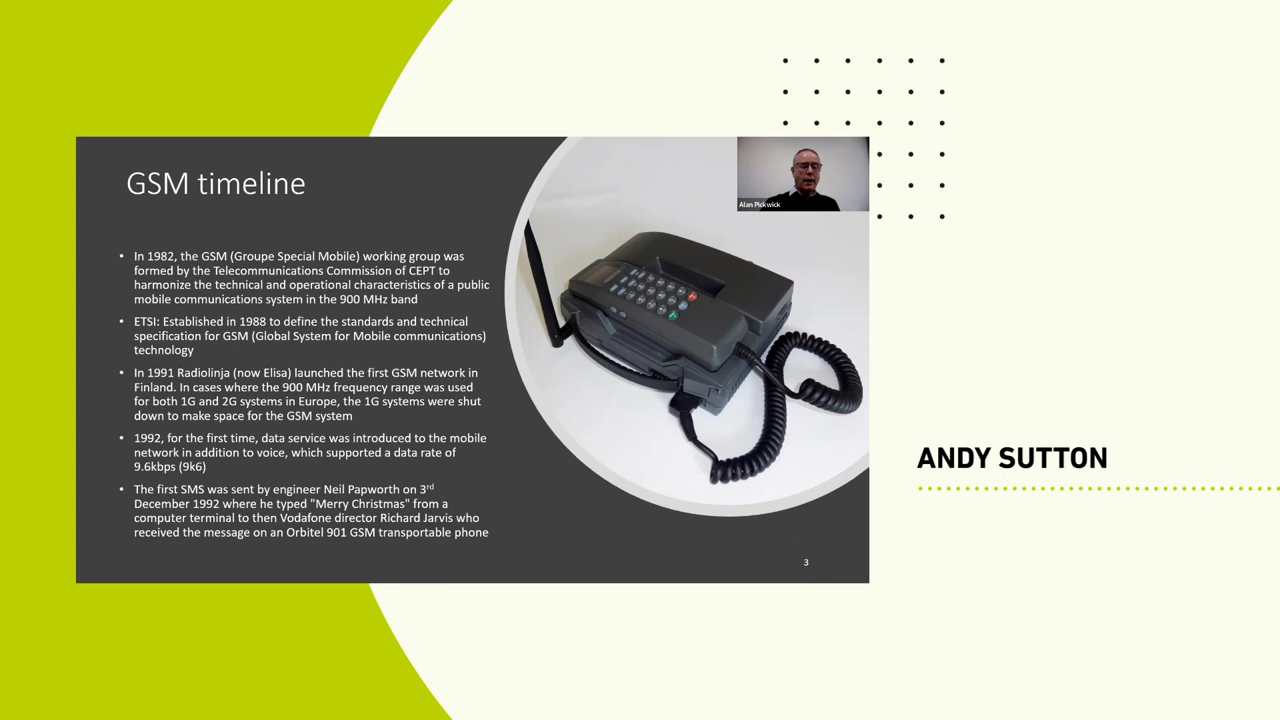 GSM timeline
Alan Pickwick
• In 1982, the GSM (Groupe Special Mobile) working group was
formed by the Telecommunications Commission of CEPT to
harmonize the technical and operational characteristics of a public
mobile communications system in the 900 MHz band
• ETSI: Established in 1988 to define the standards and technical
specification for GSM (Global System for Mobile communications)
technology
• In 1991 Radiolinja (now Elisa) launched the first GSM network in
Finland. In cases where the 900 MHz frequency range was used
for both 1G and 2G systems in Europe, the 1G systems were shut
down to make space for the GSM system
• 1992, for the first time, data service was introduced to the mobile
network in addition to voice, which supported a data rate of
9.6kbps (9k6)
• The first SMS was sent by engineer Neil Papworth on 3rd
December 1992 where he typed "Merry Christmas" from a
computer terminal to then Vodafone director Richard Jarvis who
received the message on an Orbitel 901 GSM transportable phone
3
ANDY SUTTON